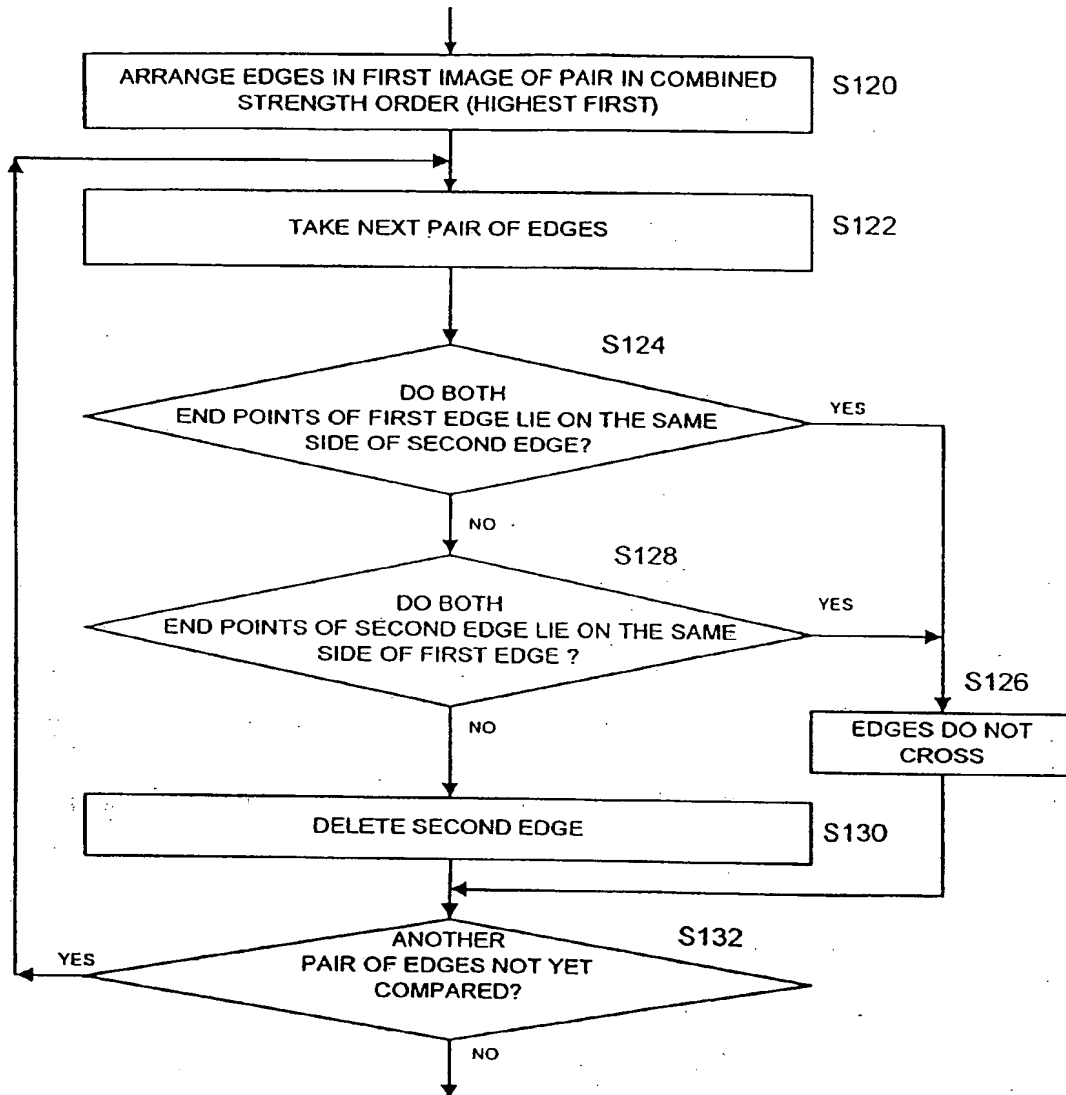 ARRANGE EDGES IN FIRST IMAGE OF PAIR IN COMBINED
STRENGTH ORDER (HIGHEST FIRST)
S120
TAKE NEXT PAIR OF EDGES
S122
S124
DO BOTH
END POINTS OF FIRST EDGE LIE ON THE SAME
SIDE OF SECOND EDGE?
YES
NO
S128
DO BOTH
END POINTS OF SECOND EDGE LIE ON THE SAME
SIDE OF FIRST EDGE ?
YES
NO
S126
EDGES DO NOT
CROSS
DELETE SECOND EDGE
S130
S132
ANOTHER
PAIR OF EDGES NOT YET
COMPARED?
YES
NO